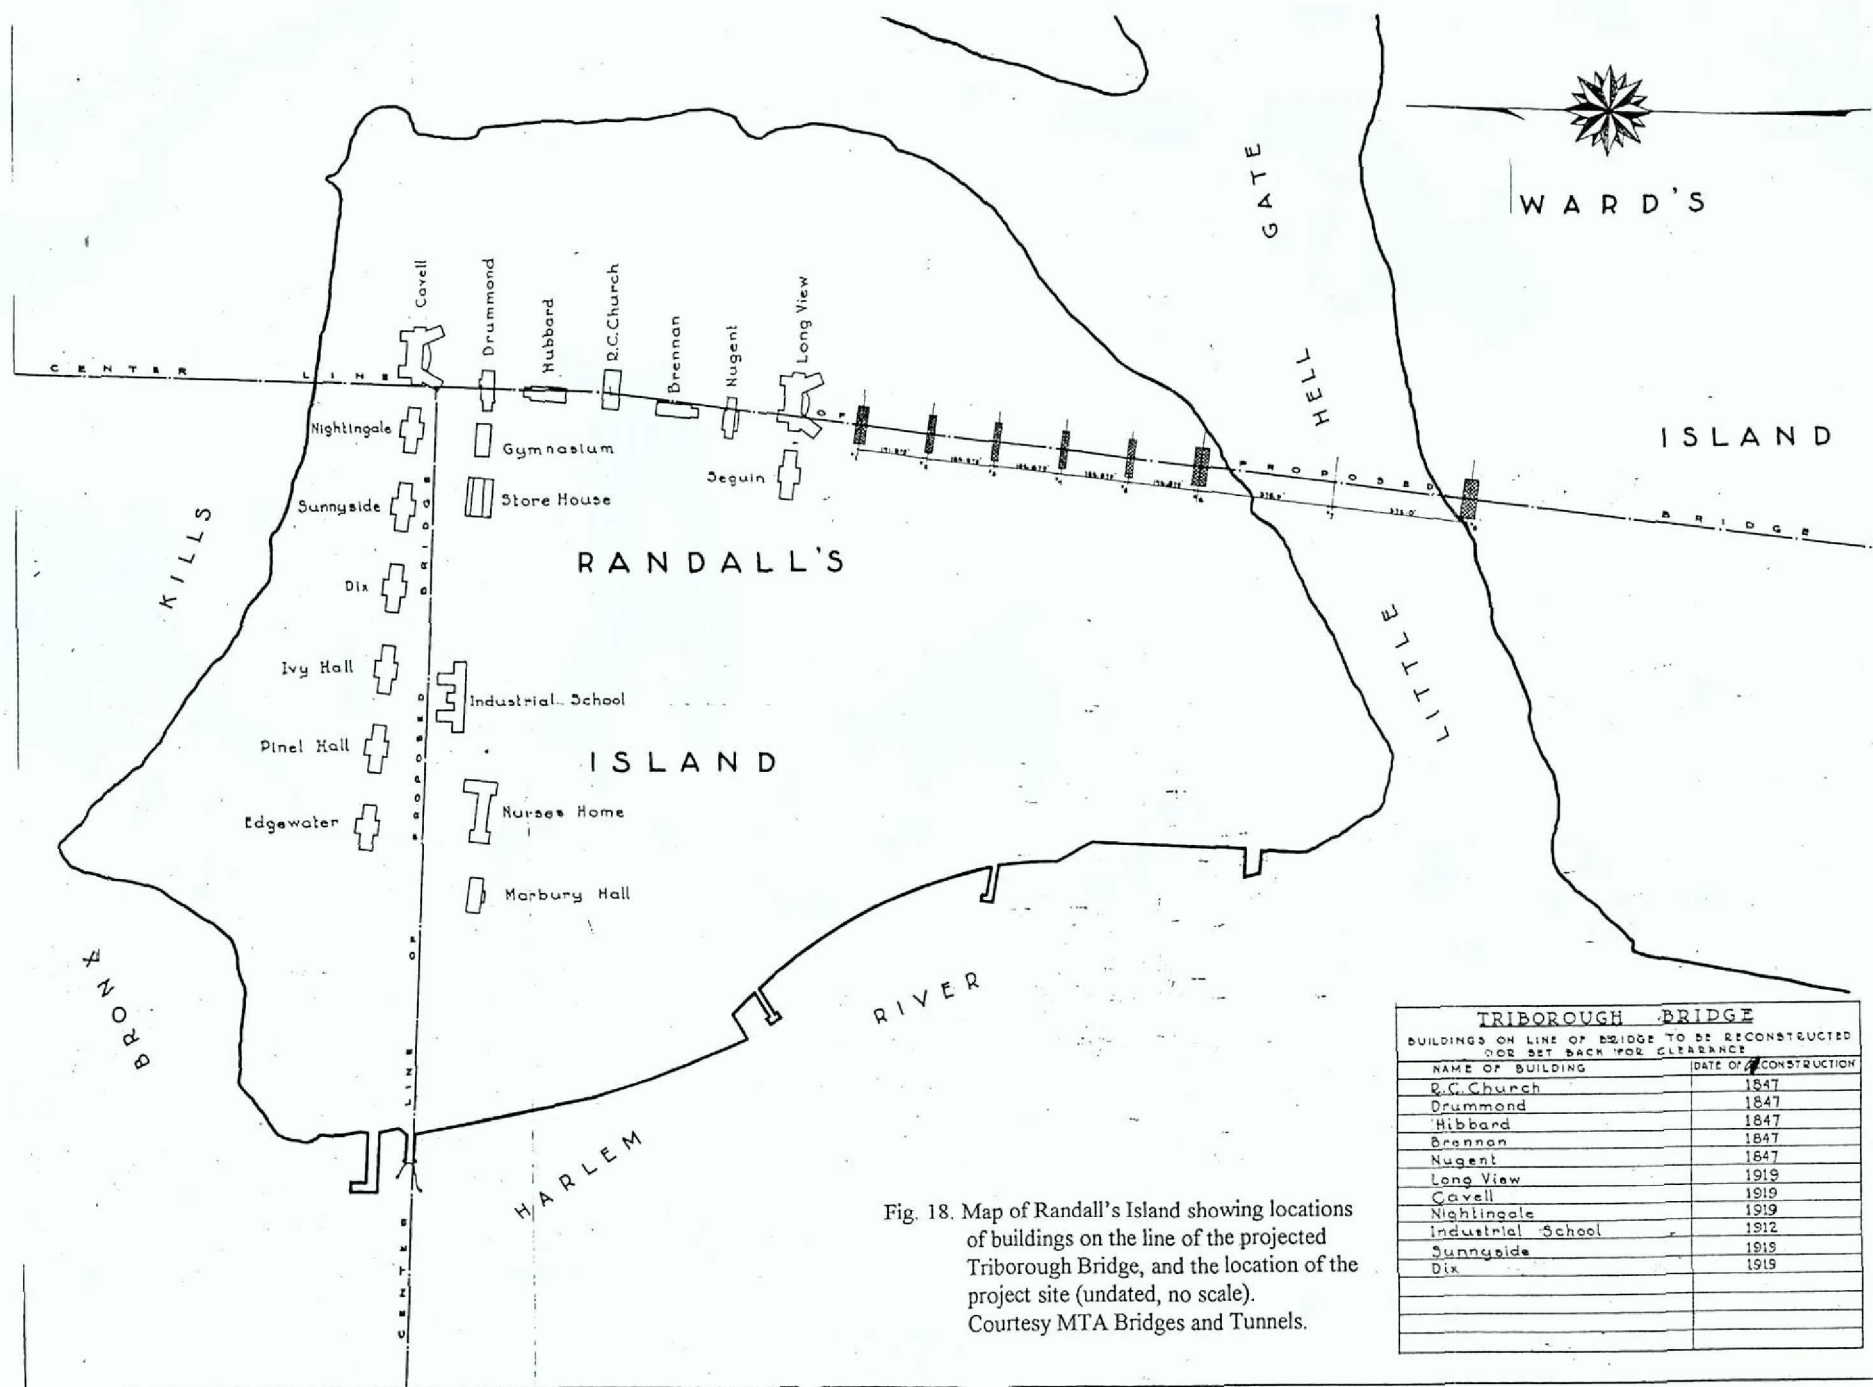 GATE
WARD'S
ISLAND
HELL
LITTLE
Cavell
Drummond
Hubbard
R.C.Church
Brennan
Nugent
Long View
CENTER LINE OF PROPOSED BRIDGE
Nightingale
Gymnasium
Seguin
Sunnyside
Store House
KILLS
RANDALL'S
Dix
Ivy Hall
Industrial School
Pinel Hall
ISLAND
Edgewater
Nurses Home
Marbury Hall
BRONX
RIVER
HARLEM
CENTER LINE OF PROPOSED BRIDGE
TRIBOROUGH BRIDGE
BUILDINGS ON LINE OF BRIDGE TO BE RECONSTRUCTED
OR SET BACK FOR CLEARANCE
NAME OF BUILDING DATE OF CONSTRUCTION
R.C. Church 1847
Drummond 1847
Hibbard 1847
Brennan 1847
Nugent 1847
Long View 1919
Cavell 1919
Nightingale 1919
Industrial School 1912
Sunnyside 1919
Dix 1919
Fig. 18. Map of Randall's Island showing locations
of buildings on the line of the projected
Triborough Bridge, and the location of the
project site (undated, no scale).
Courtesy MTA Bridges and Tunnels.